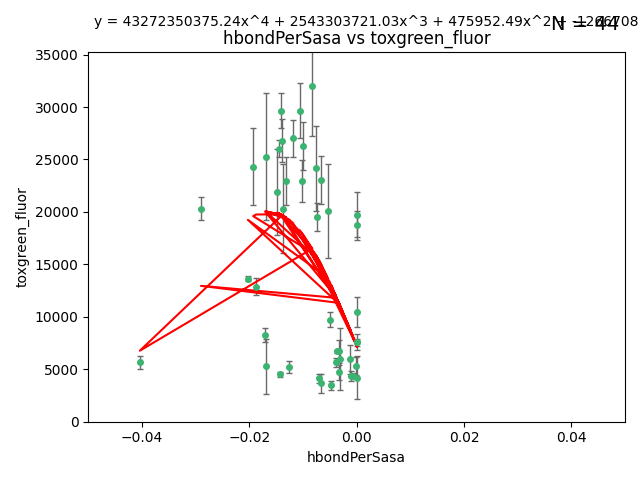 y = 43272350375.24x^4 + 2543303721.03x^3 + 475952.49x^2 +
N = 44
hbondPerSasa vs toxgreen_fluor
35000
30000
25000
20000
15000
10000
5000
0
toxgreen_fluor
−0.04 −0.02 0.00 0.02 0.04
hbondPerSasa